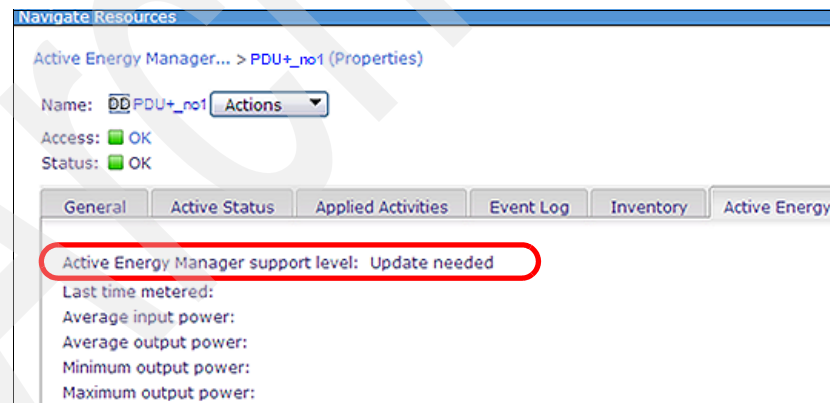 Navigate Resources
Active Energy Manager... > PDU+_no1 (Properties)
Name: PDU+_no1 Actions
Access: OK
Status: OK
General Active Status Applied Activities Event Log Inventory Active Energy
Active Energy Manager support level: Update needed
Last time metered:
Average input power:
Average output power:
Minimum output power:
Maximum output power: